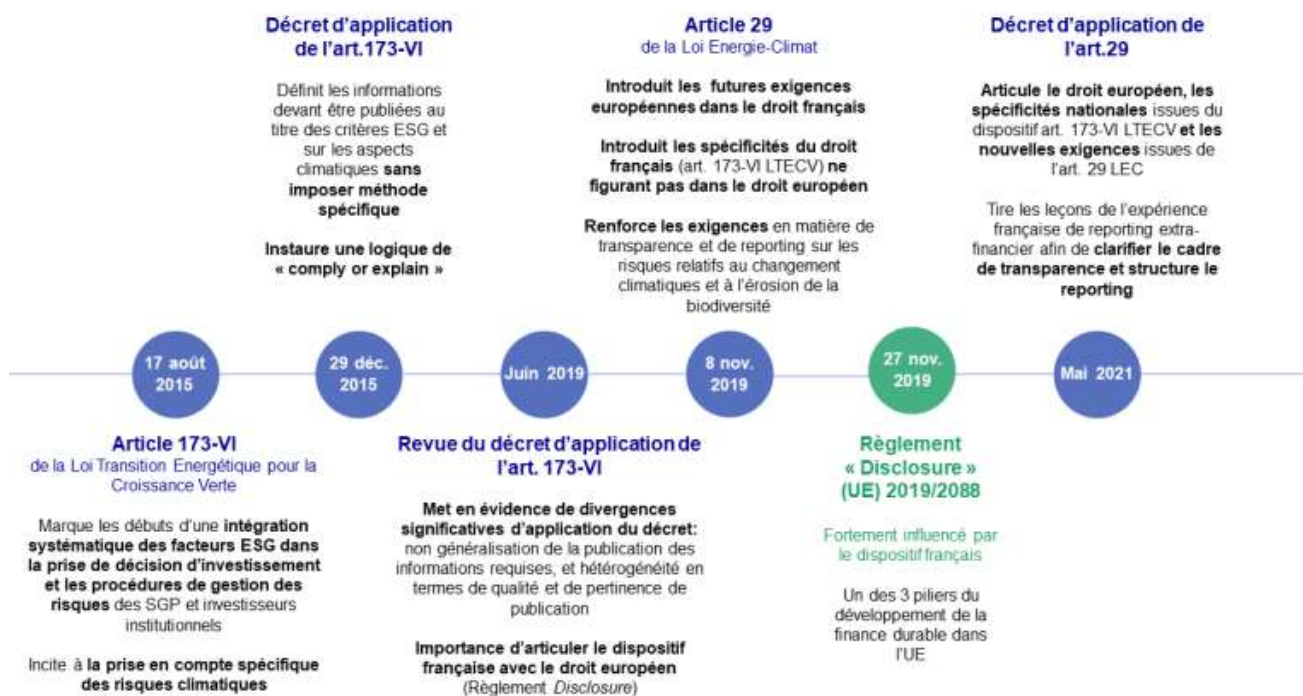 Décret d'application
de l'art.173-VI
Définit les informations
devant être publiées au
titre des critères ESG et
sur les aspects
climatiques sans
imposer méthode
spécifique
Instaure une logique de
« comply or explain »
Article 29
de la Loi Energie-Climat
Introduit les futures exigences
européennes dans le droit français
Introduit les spécificités du droit
français (art. 173-VI LTECV) ne
figurant pas dans le droit européen
Renforce les exigences en matière de
transparence et de reporting sur les
risques relatifs au changement
climatiques et à l'érosion de la
biodiversité
Décret d'application de
l'art.29
Articule le droit européen, les
spécificités nationales issues du
dispositif art. 173-VI LTECV et les
nouvelles exigences issues de
l'art. 29 LEC
Tire les leçons de l'expérience
française de reporting extra-
financier afin de clarifier le cadre
de transparence et structure le
reporting
17 août
2015
29 déc.
2015
Juin 2019
8 nov.
2019
27 nov.
2019
Mai 2021
Article 173-VI
de la Loi Transition Energétique pour la
Croissance Verte
Marque les débuts d'une intégration
systématique des facteurs ESG dans
la prise de décision d'investissement
et les procédures de gestion des
risques des SGP et investisseurs
institutionnels
Incite à la prise en compte spécifique
des risques climatiques
Revue du décret d'application de
l'art. 173-VI
Met en évidence de divergences
significatives d'application du décret:
non généralisation de la publication des
informations requises, et hétérogénéité en
termes de qualité et de pertinence de
publication
Importance d'articuler le dispositif
française avec le droit européen
(Règlement Disclosure)
Règlement
« Disclosure »
(UE) 2019/2088
Fortement influencé par
le dispositif français
Un des 3 piliers du
développement de la
finance durable dans
l'UE